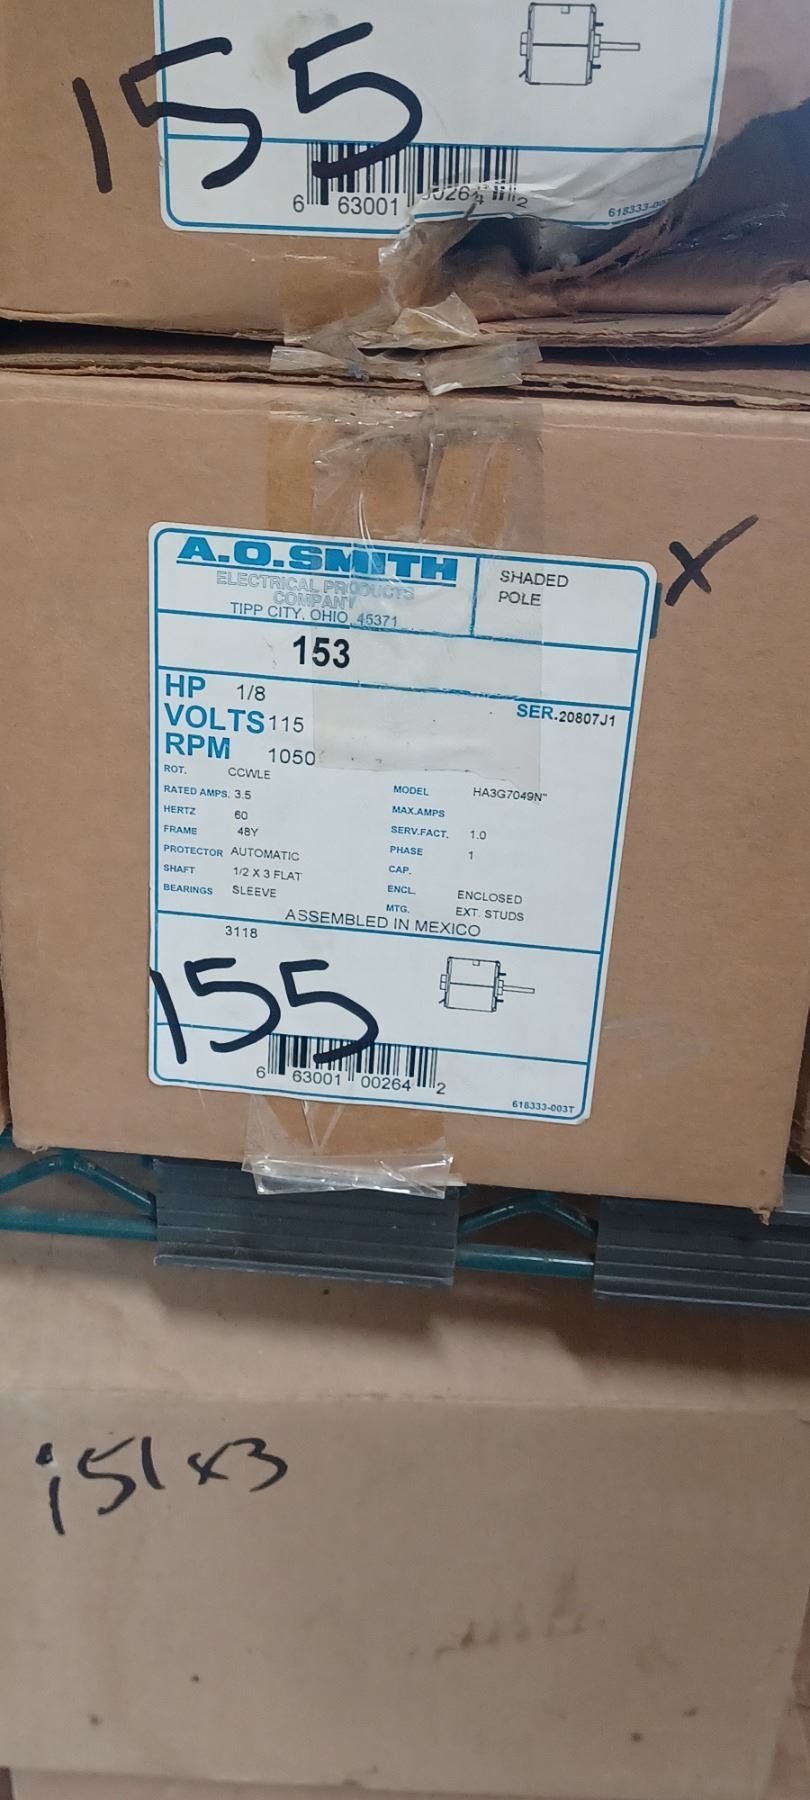 155
6 63001 2
618333-00
A.O.SMITH
ELECTRICAL PRODUCTS
COMPANY
TIPP CITY, OHIO 45371
SHADED
POLE
X
153
HP 1/8
VOLTS 115
RPM 1050
SER.20807J1
ROT. CCWLE
RATED AMPS. 3.5
HERTZ 60
FRAME 48Y
PROTECTOR AUTOMATIC
SHAFT 1/2 X 3 FLAT
BEARINGS SLEEVE
MODEL HA3G7049N"
MAX.AMPS
SERV.FACT. 1.0
PHASE 1
CAP.
ENCL. ENCLOSED
MTG. EXT. STUDS
ASSEMBLED IN MEXICO
3118
155
6 63001 00264 2
618333-003T
151x3